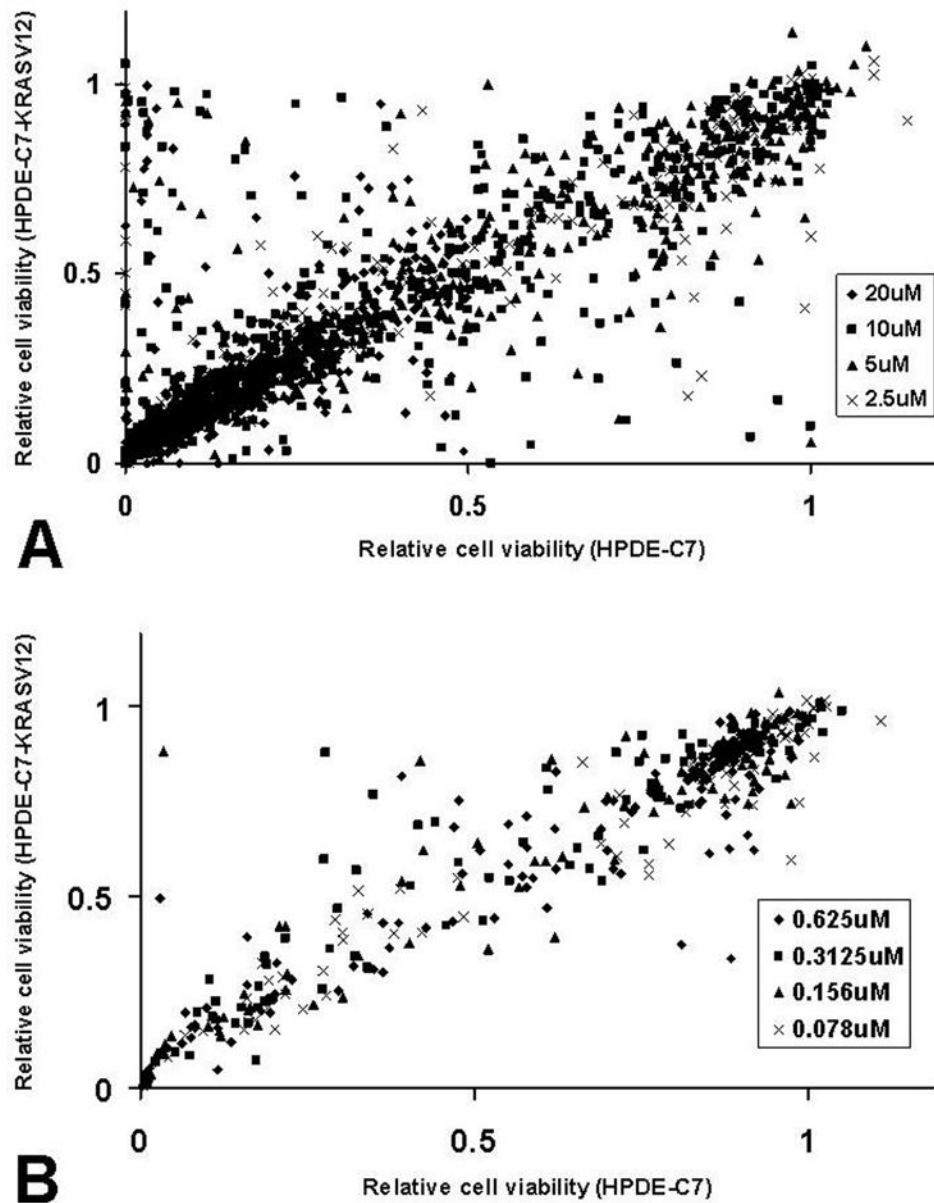 Relative cell viability (HPDE-C7-KRASV12)
1
0.5
0
0
0.5
1
20uM
10uM
5uM
2.5uM
Relative cell viability (HPDE-C7)
A
Relative cell viability (HPDE-C7-KRASV12)
1
0.5
0
0
0.5
1
0.625uM
0.3125uM
0.156uM
0.078uM
Relative cell viability (HPDE-C7)
B